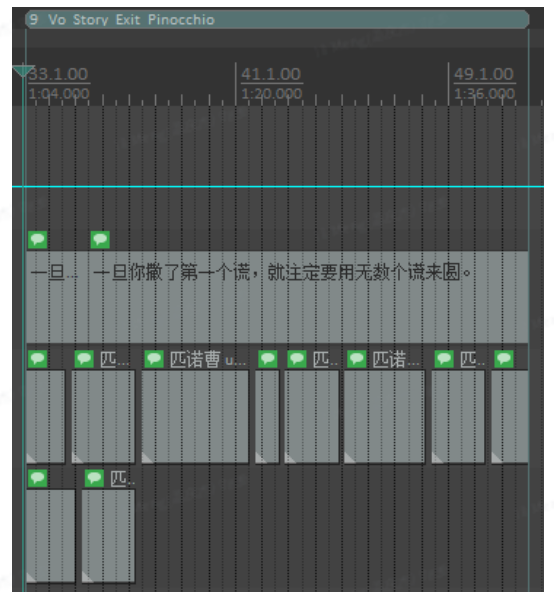 9 Vo Story Exit Pinocchio
33.1.00 41.1.00 49.1.00
1:04.000 1:20.000 1:36.000
一旦... 一旦你撒了第一个谎，就注定要用无数个谎来圆。
匹... 匹诺曹 u... 匹.. 匹诺... 匹..
匹..